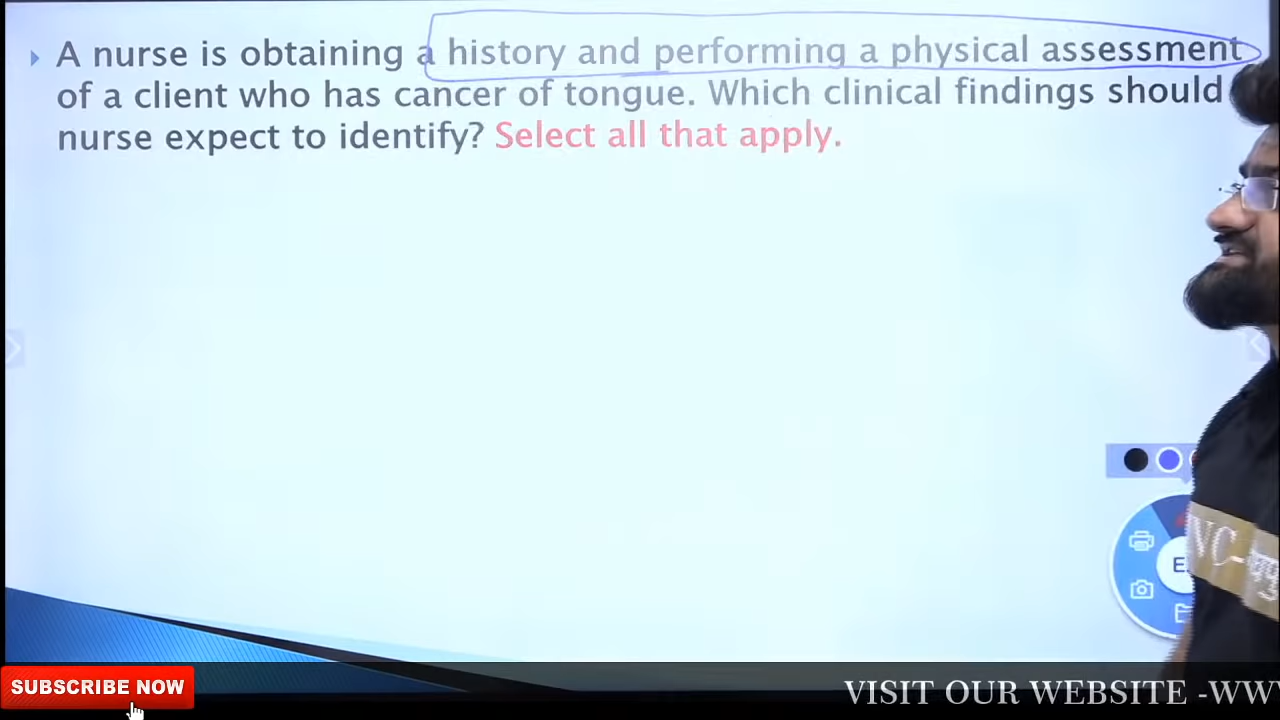 A nurse is obtaining a history and performing a physical assessment
of a client who has cancer of tongue. Which clinical findings should
nurse expect to identify? Select all that apply.
E
NC-
SUBSCRIBE NOW
VISIT OUR WEBSITE -WW